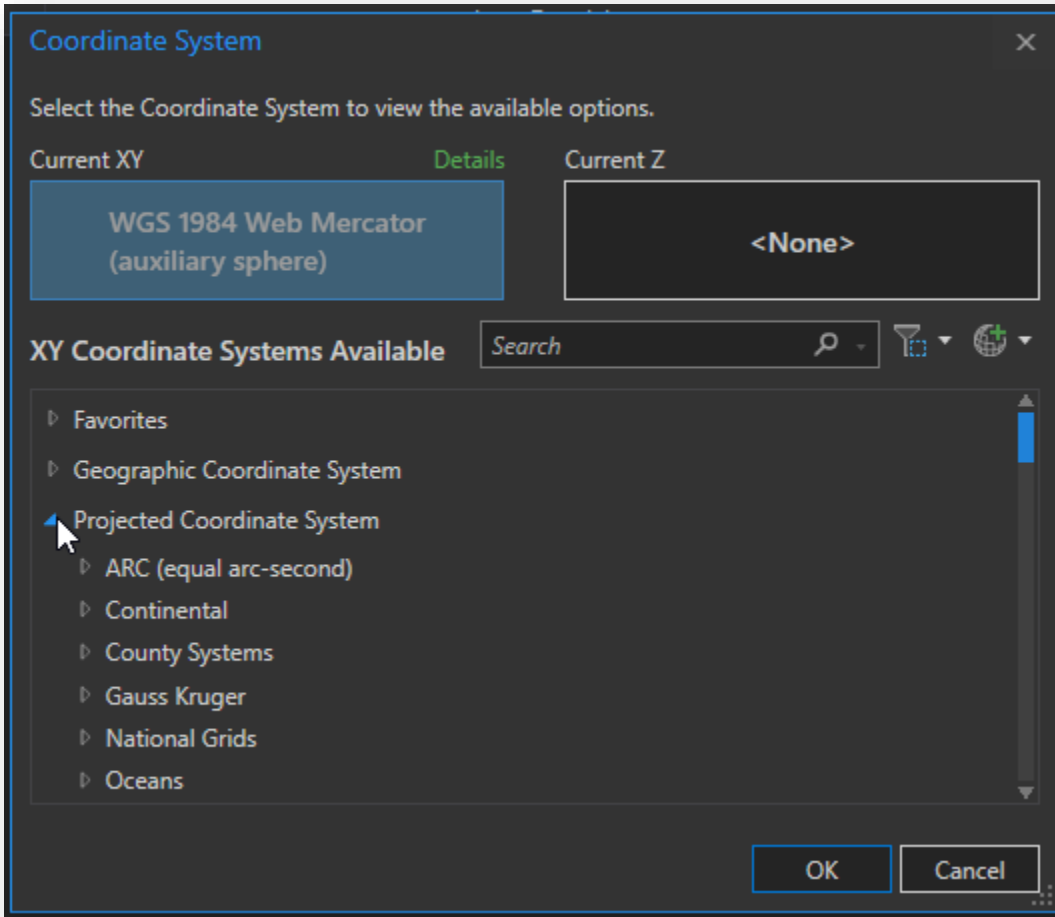 Coordinate System
Select the Coordinate System to view the available options.
Current XY
Details
Current Z
WGS 1984 Web Mercator
(auxiliary sphere)
<None>
XY Coordinate Systems Available
Search
Favorites
Geographic Coordinate System
Projected Coordinate System
ARC (equal arc-second)
Continental
County Systems
Gauss Kruger
National Grids
Oceans
OK
Cancel